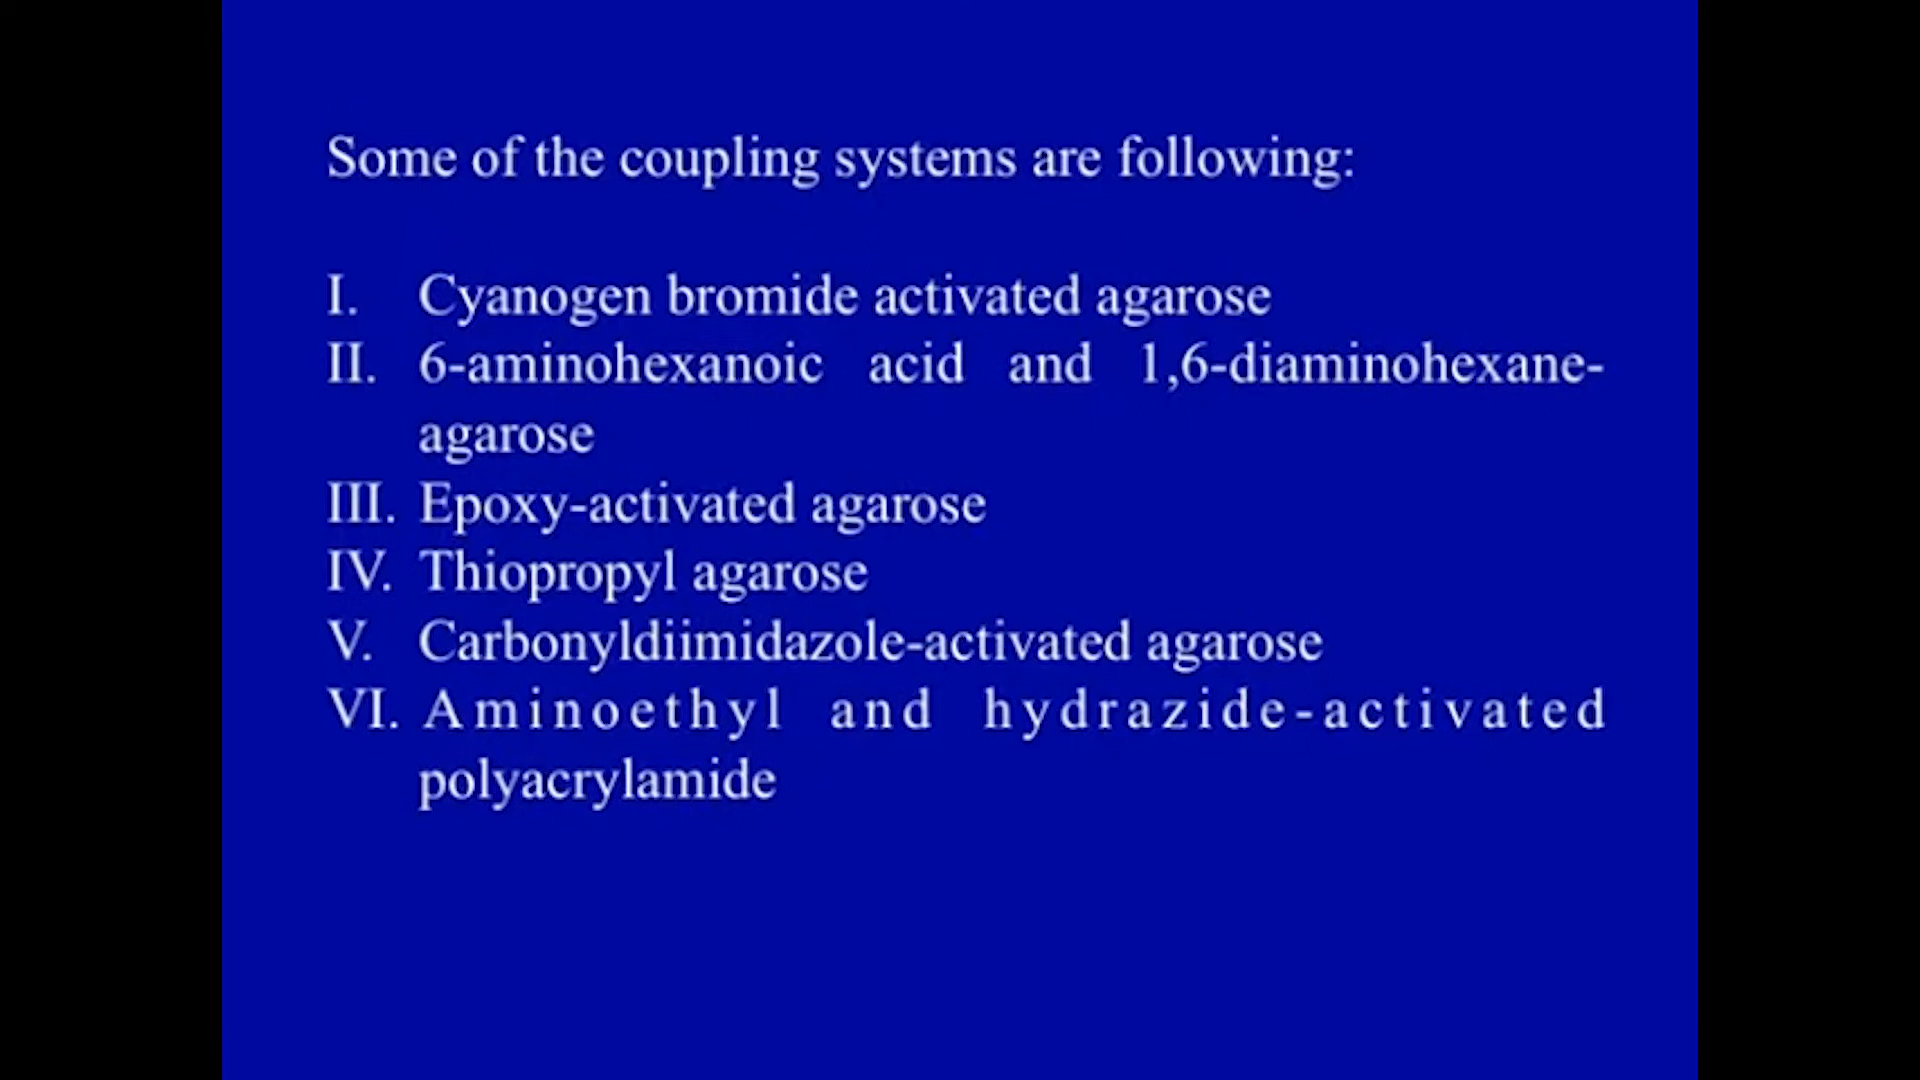 Some of the coupling systems are following:
I. Cyanogen bromide activated agarose
II. 6-aminohexanoic acid and 1,6-diaminohexane-
agarose
III. Epoxy-activated agarose
IV. Thiopropyl agarose
V. Carbonyldiimidazole-activated agarose
VI. Aminoethyl and hydrazide-activated
polyacrylamide